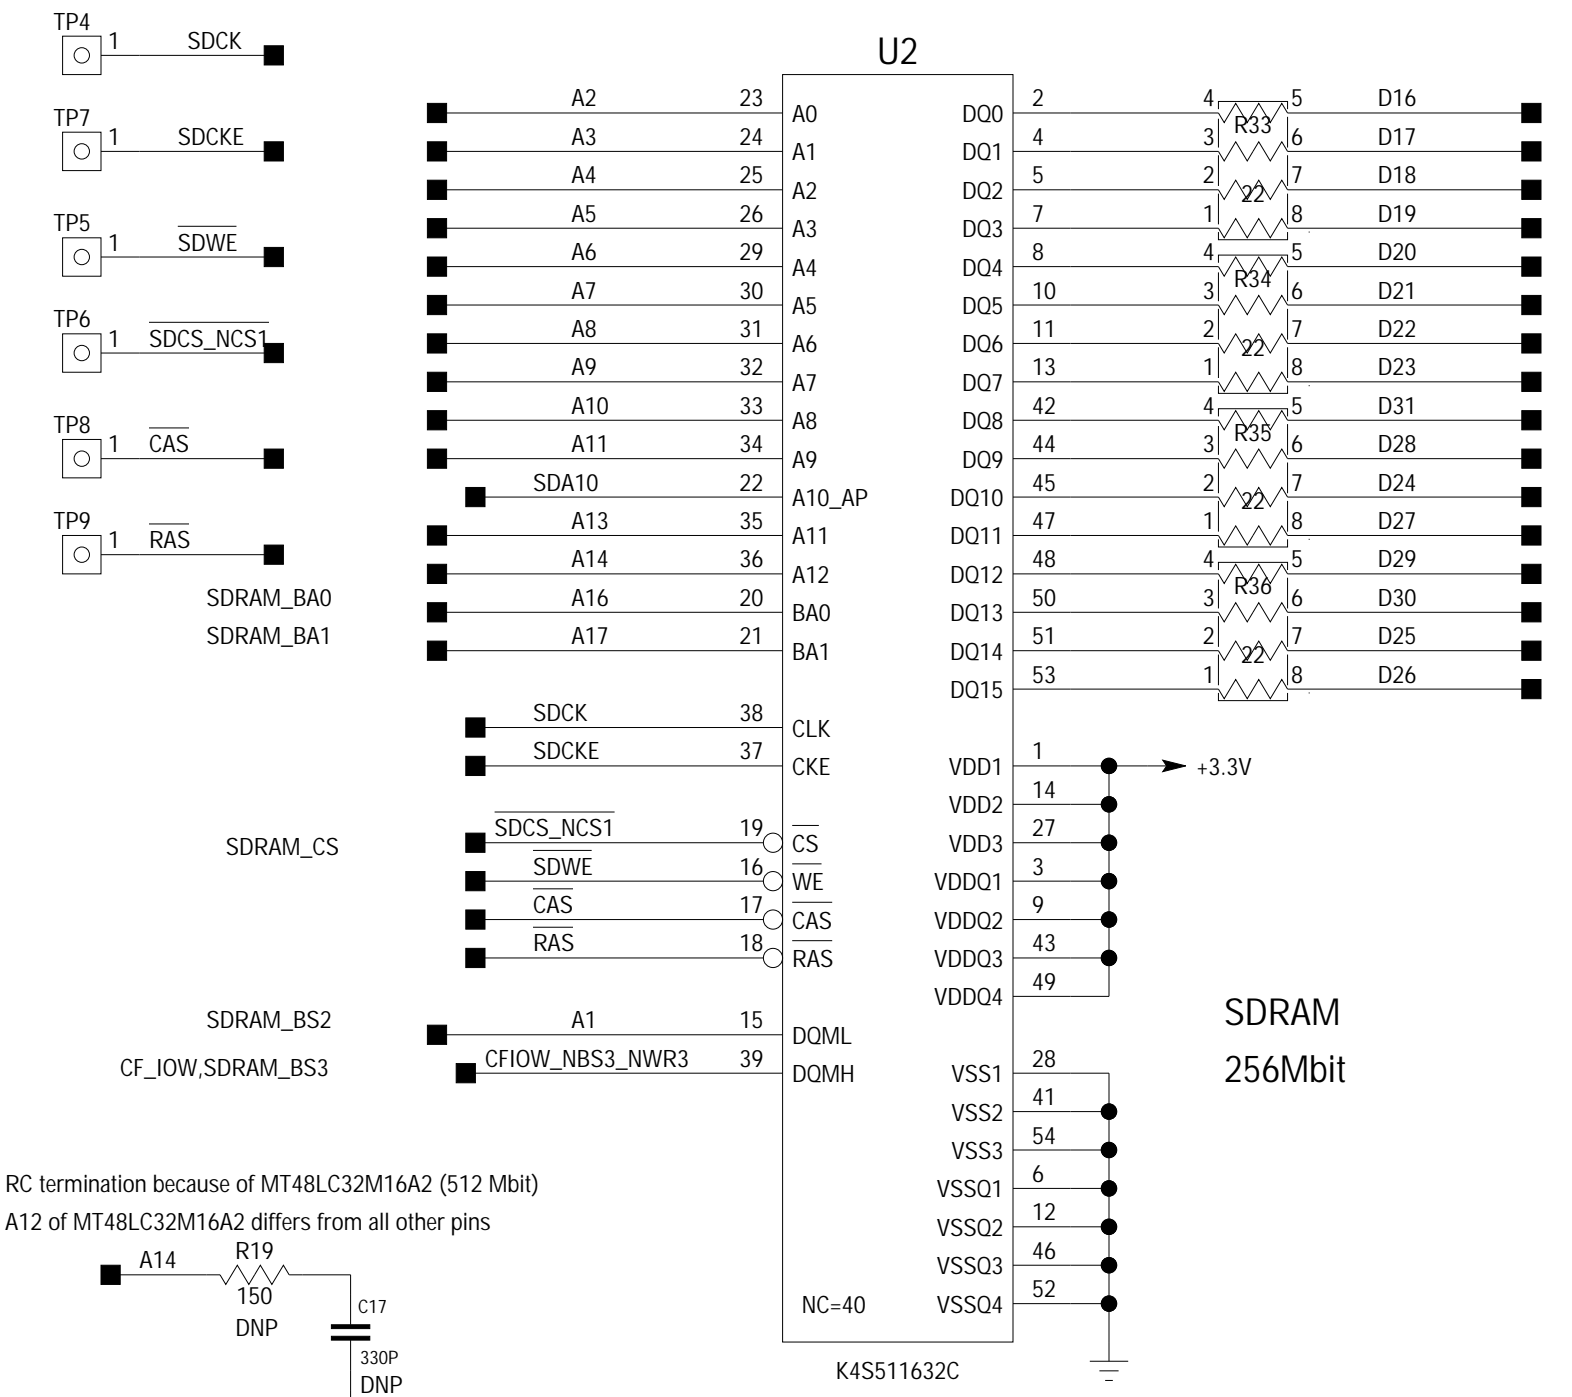 TP4
1 SDCK
TP7
1 SDCKE
TP5
1 SDWE
TP6
1 SDCS_NCS1
TP8
1 CAS
TP9
1 RAS
SDRAM_BA0
SDRAM_BA1
SDRAM_CS
SDRAM_BS2
CF_IOW,SDRAM_BS3
U2
A2 23 A0
A3 24 A1
A4 25 A2
A5 26 A3
A6 29 A4
A7 30 A5
A8 31 A6
A9 32 A7
A10 33 A8
A11 34 A9
SDA10 22 A10_AP
A13 35 A11
A14 36 A12
A16 20 BA0
A17 21 BA1
SDCK 38 CLK
SDCKE 37 CKE
SDCS_NCS1 19 CS
SDWE 16 WE
CAS 17 CAS
RAS 18 RAS
A1 15 DQML
CFIOW_NBS3_NWR3 39 DQMH
NC=40
K4S511632C
DQ0 2 4 5 D16
R33
DQ1 4 3 6 D17
DQ2 5 2 7 D18
22
DQ3 7 1 8 D19
DQ4 8 4 5 D20
R34
DQ5 10 3 6 D21
DQ6 11 2 7 D22
22
DQ7 13 1 8 D23
DQ8 42 4 5 D31
R35
DQ9 44 3 6 D28
DQ10 45 2 7 D24
22
DQ11 47 1 8 D27
DQ12 48 4 5 D29
R36
DQ13 50 3 6 D30
DQ14 51 2 7 D25
22
DQ15 53 1 8 D26
VDD1 1 +3.3V
VDD2 14
VDD3 27
VDDQ1 3
VDDQ2 9
VDDQ3 43
VDDQ4 49
VSS1 28
VSS2 41
VSS3 54
VSSQ1 6
VSSQ2 12
VSSQ3 46
VSSQ4 52
SDRAM
256Mbit
RC termination because of MT48LC32M16A2 (512 Mbit)
A12 of MT48LC32M16A2 differs from all other pins
A14
R19
150
DNP
C17
330P
DNP